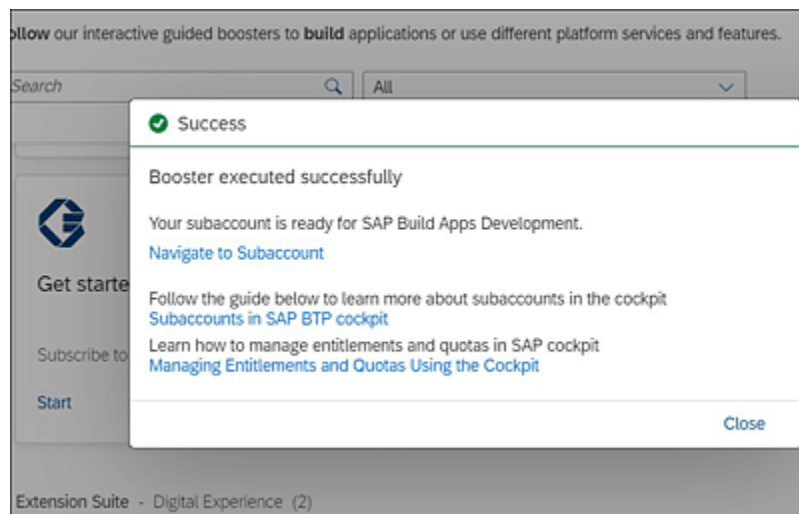 ollow our interactive guided boosters to build applications or use different platform services and features.
Search
All
Success
Booster executed successfully
Your subaccount is ready for SAP Build Apps Development.
Navigate to Subaccount
Get starte
Follow the guide below to learn more about subaccounts in the cockpit
Subaccounts in SAP BTP cockpit
Learn how to manage entitlements and quotas in SAP cockpit
Subscribe to
Managing Entitlements and Quotas Using the Cockpit
Start
Close
Extension Suite - Digital Experience (2)